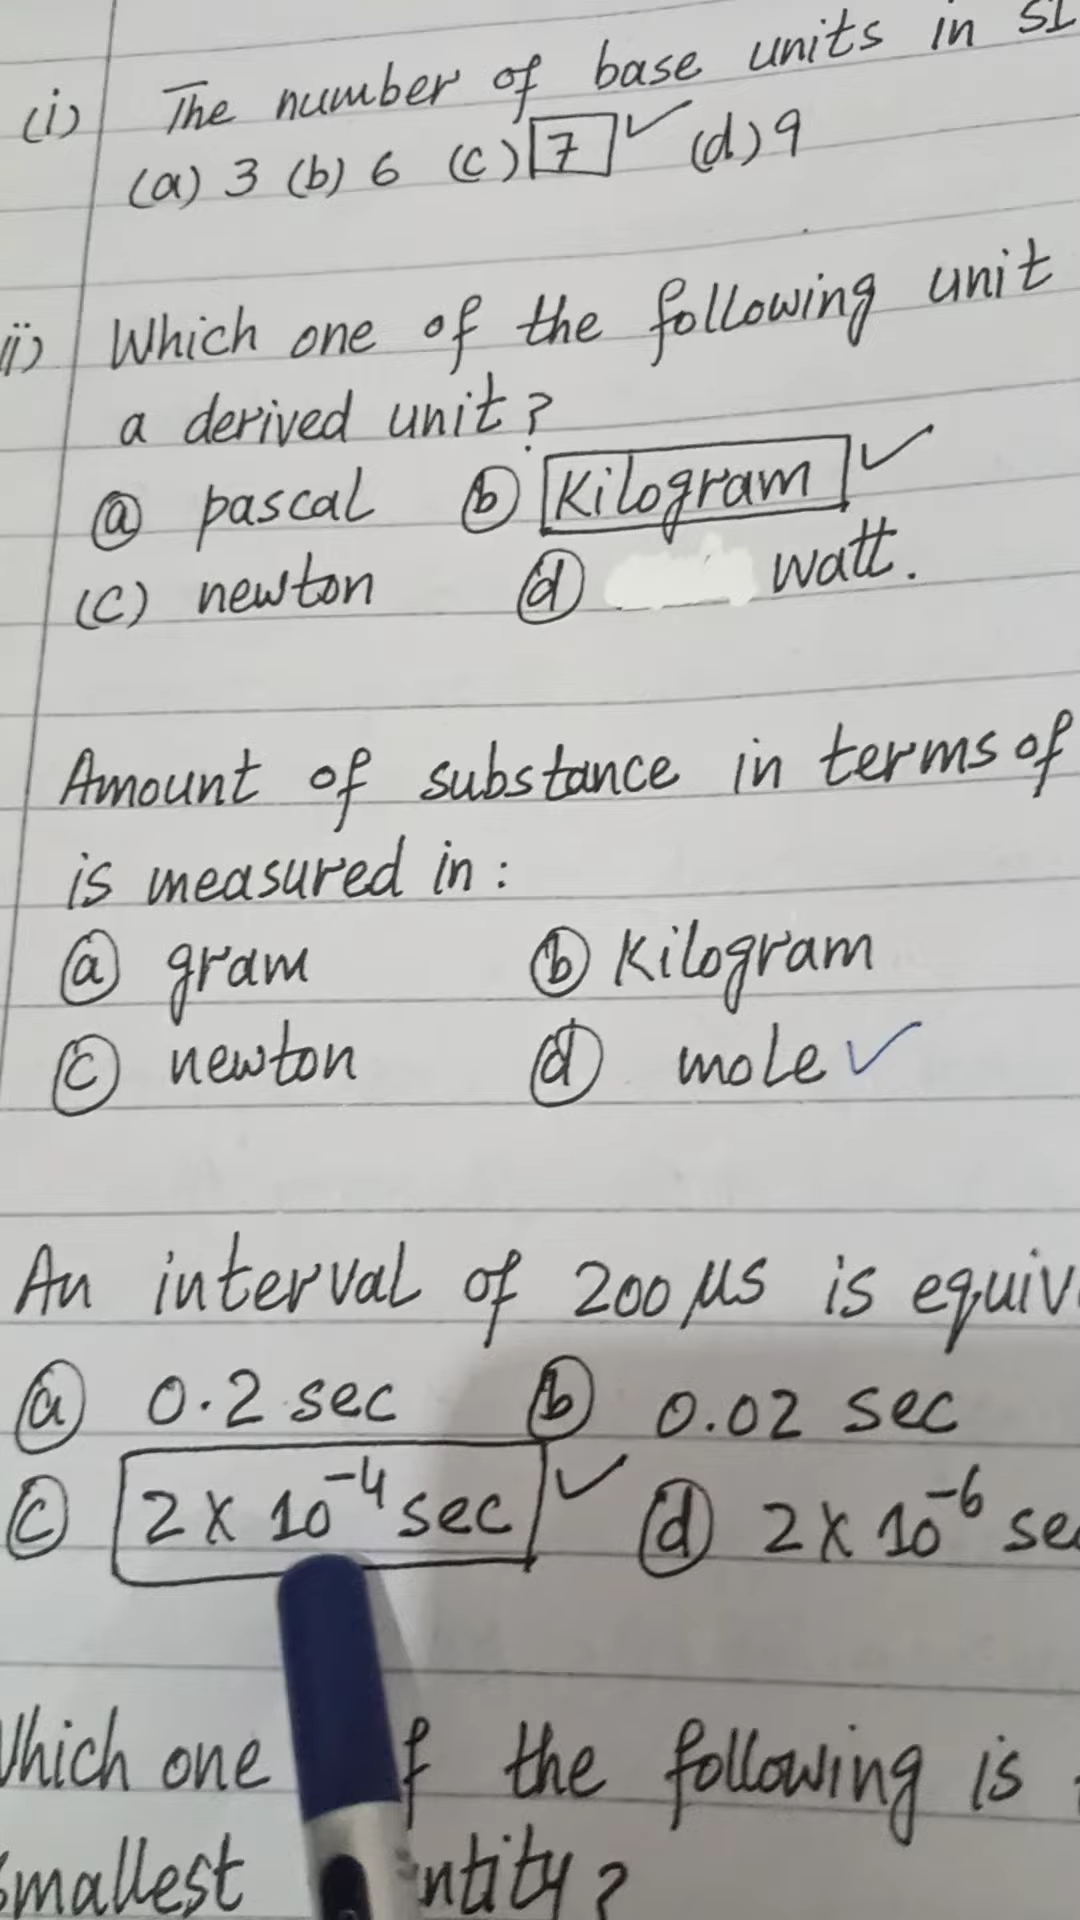 (i) The number of base units in SI
(a) 3 (b) 6 (c) 7 ✓ (d) 9
ii) Which one of the following unit
a derived unit?
(a) pascal (b) Kilogram ✓
(c) newton (d) watt.
Amount of substance in terms of
is measured in:
(a) gram (b) Kilogram
(c) newton (d) mole ✓
An interval of 200 μs is equiv
(a) 0.2 sec (b) 0.02 sec
(c) 2 x 10⁻⁴ sec ✓ (d) 2 x 10⁻⁶ se
Which one the following is
smallest